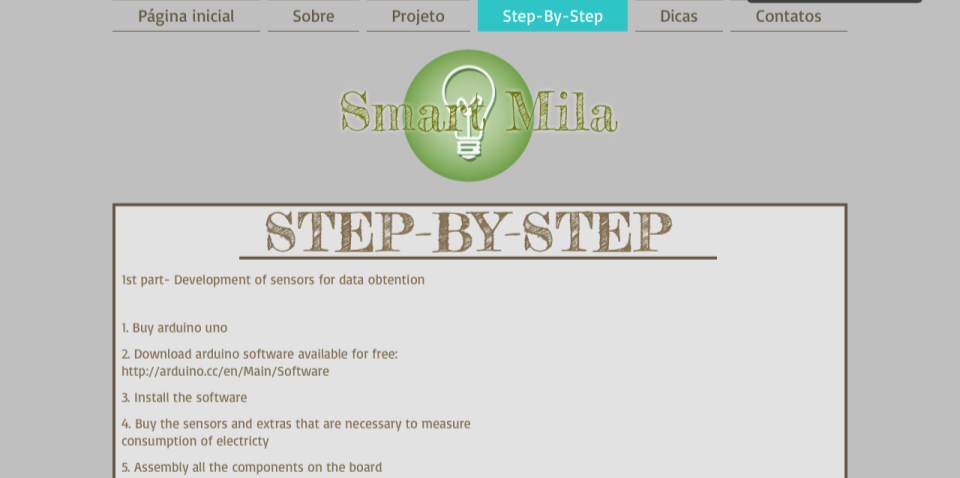 Página inicial
Sobre
Projeto
Step-By-Step
Dicas
Contatos
Smart Mila
STEP-BY-STEP
1st part- Development of sensors for data obtention
1. Buy arduino uno
2. Download arduino software available for free:
http://arduino.cc/en/Main/Software
3. Install the software
4. Buy the sensors and extras that are necessary to measure
consumption of electricty
5. Assembly all the components on the board